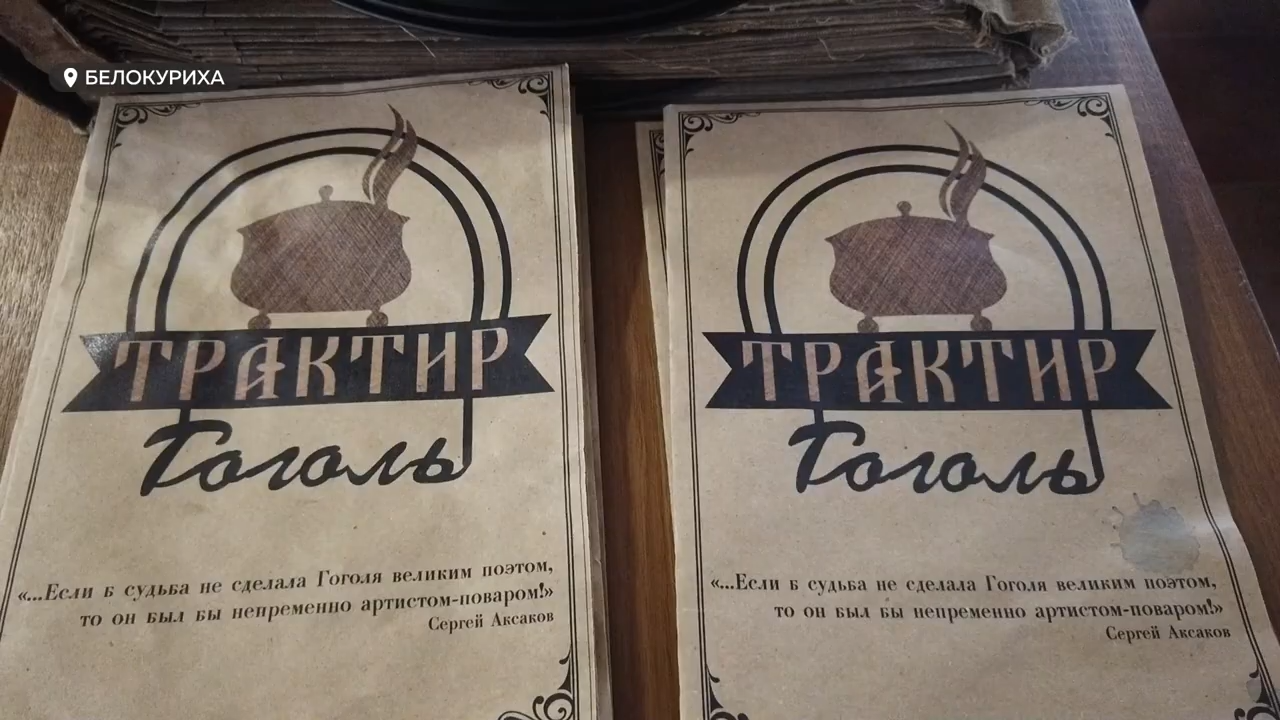 БЕЛОКУРИХА
ТРАКТИР
Гоголь
«...Если б судьба не сделала Гоголя великим поэтом,
то он был бы непременно артистом-поваром!»
Сергей Аксаков
ТРАКТИР
Гоголь
«...Если б судьба не сделала Гоголя великим поэтом,
то он был бы непременно артистом-поваром!»
Сергей Аксаков